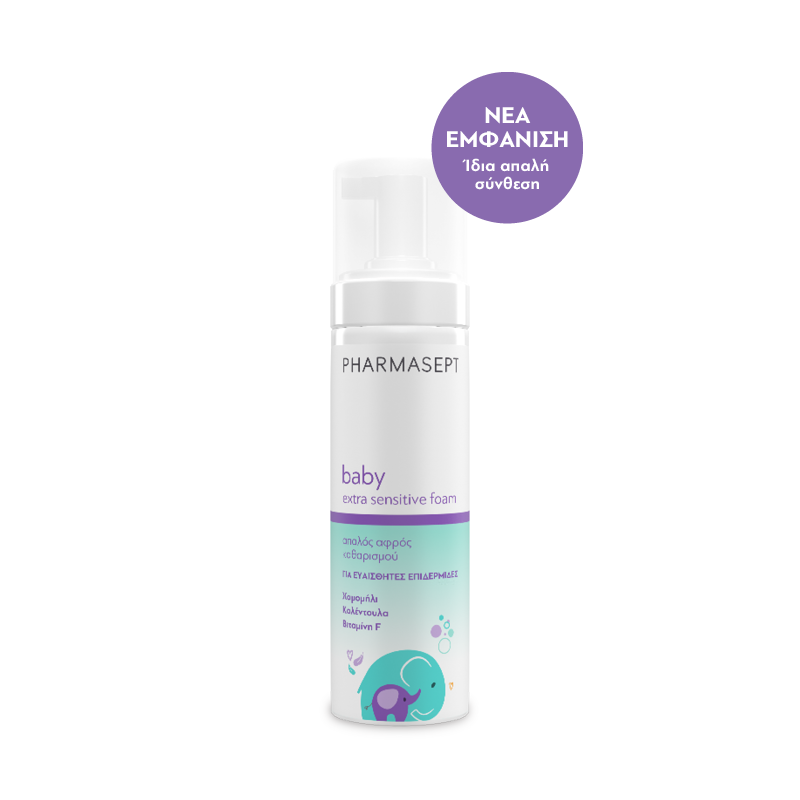 ΝΕΑ
ΕΜΦΑΝΙΣΗ
Ίδια απαλή
σύνθεση
PHARMASEPT
baby
extra sensitive foam
απαλός αφρός
καθαρισμού
ΓΙΑ ΕΥΑΙΣΘΗΤΕΣ ΕΠΙΔΕΡΜΙΔΕΣ
Χαμομήλι
Καλέντουλα
Βιταμίνη F